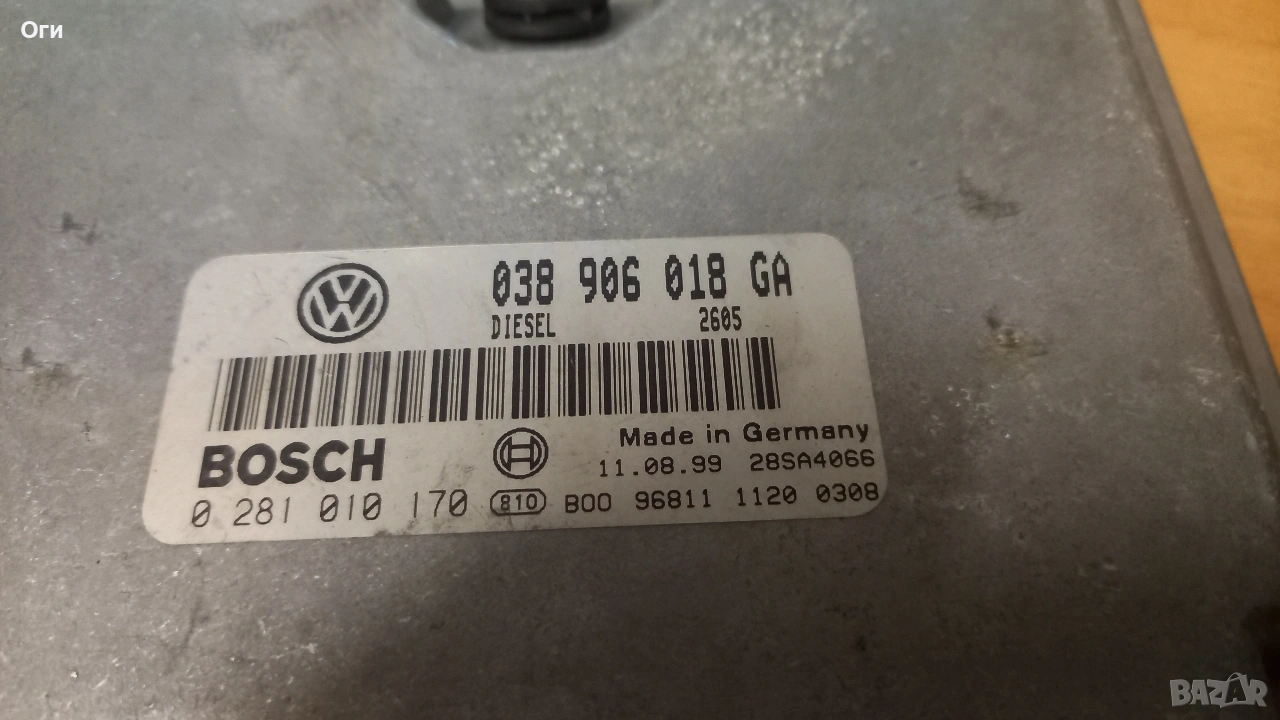 Оги
038 906 018 GA
DIESEL 2605
BOSCH
Made in Germany
11.08.99 28SA4066
0 281 010 170 810 B00 96811 1120 0308
BAZAR